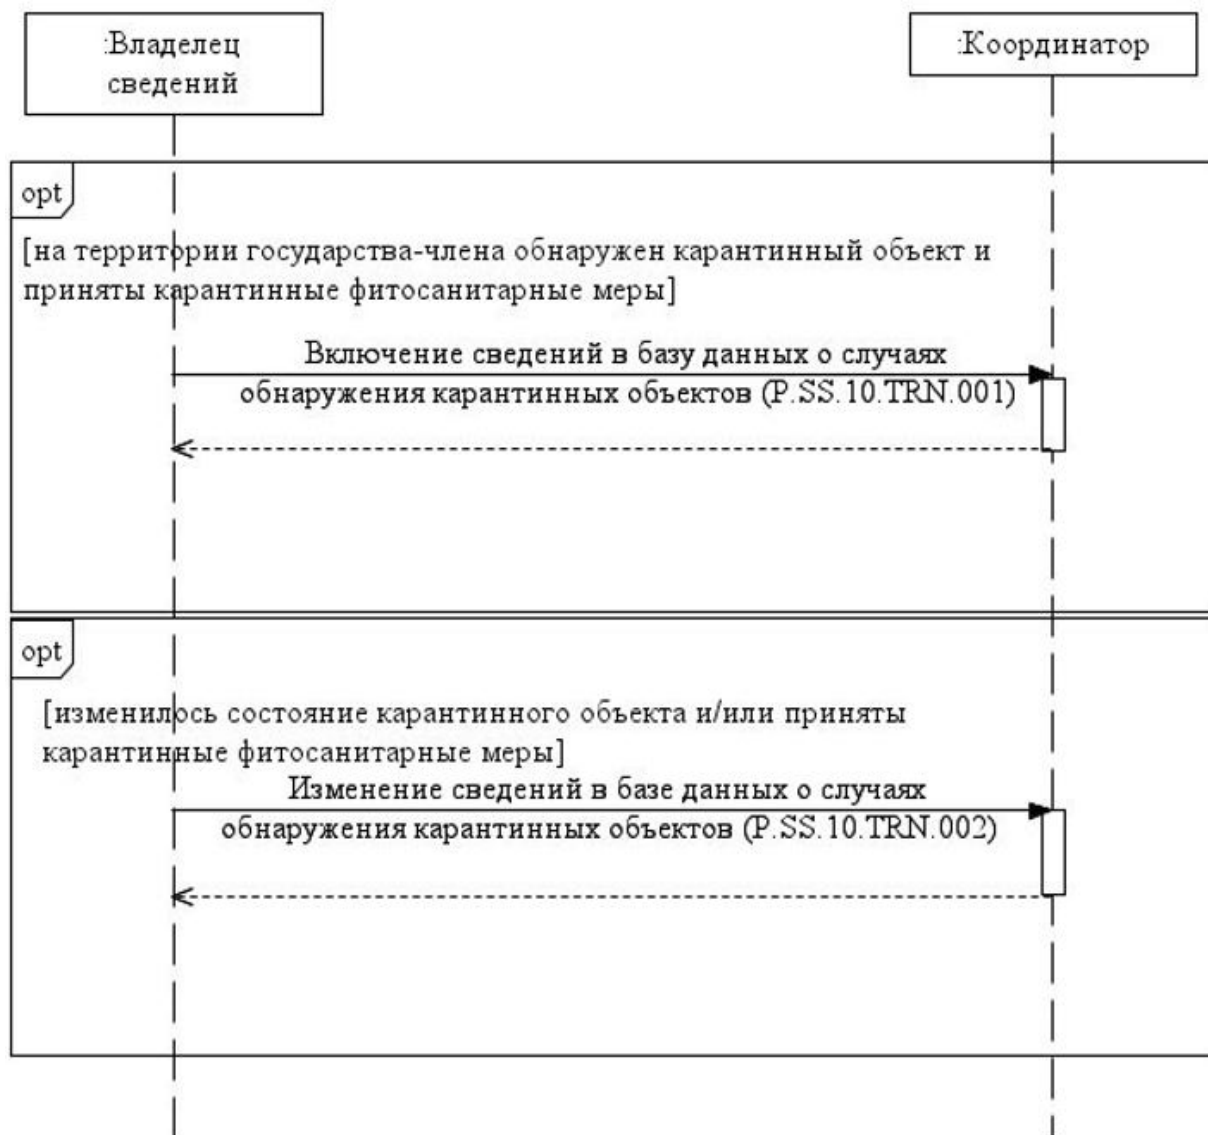 :Владелец
сведений
:Координатор
opt
[на территории государства-члена обнаружен карантинный объект и
приняты карантинные фитосанитарные меры]
Включение сведений в базу данных о случаях
обнаружения карантинных объектов (P.SS.10.TRN.001)
opt
[изменилось состояние карантинного объекта и/или приняты
карантинные фитосанитарные меры]
Изменение сведений в базе данных о случаях
обнаружения карантинных объектов (P.SS.10.TRN.002)